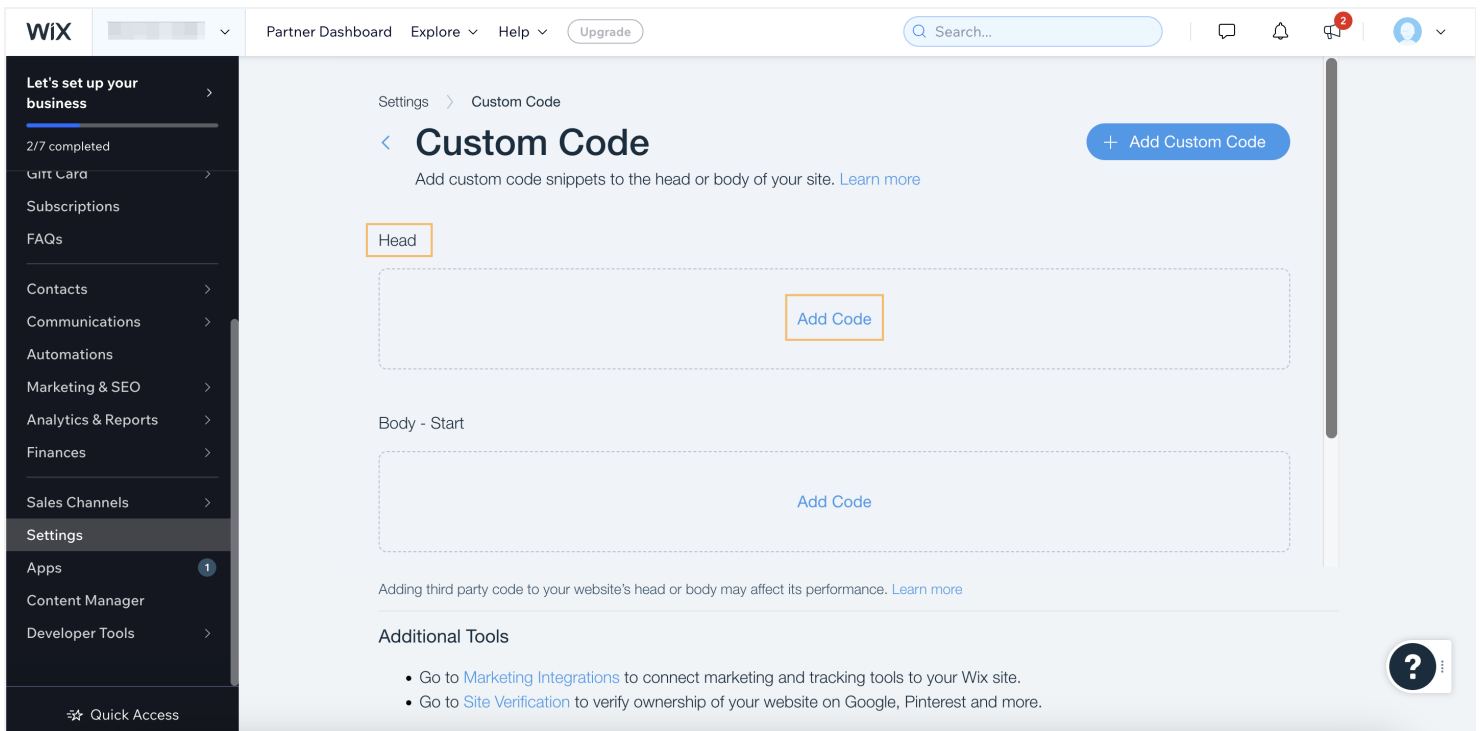 WiX
Partner Dashboard Explore Help Upgrade Search... 2
Let's set up your
business
2/7 completed
Gift Card
Subscriptions
FAQs
Contacts
Communications
Automations
Marketing & SEO
Analytics & Reports
Finances
Sales Channels
Settings
Apps 1
Content Manager
Developer Tools
Quick Access
Settings Custom Code
Custom Code
+ Add Custom Code
Add custom code snippets to the head or body of your site. Learn more
Head
Add Code
Body - Start
Add Code
Adding third party code to your website's head or body may affect its performance. Learn more
Additional Tools
• Go to Marketing Integrations to connect marketing and tracking tools to your Wix site.
• Go to Site Verification to verify ownership of your website on Google, Pinterest and more.
?